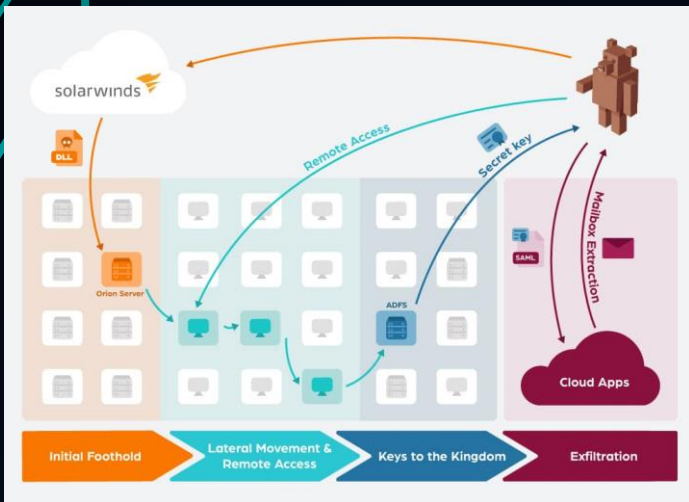 solarwinds
DLL
Remote Access
Secret key
Mailbox Extraction
SAML
Orion Server
ADFS
Cloud Apps
Initial Foothold
Lateral Movement &
Remote Access
Keys to the Kingdom
Exfiltration